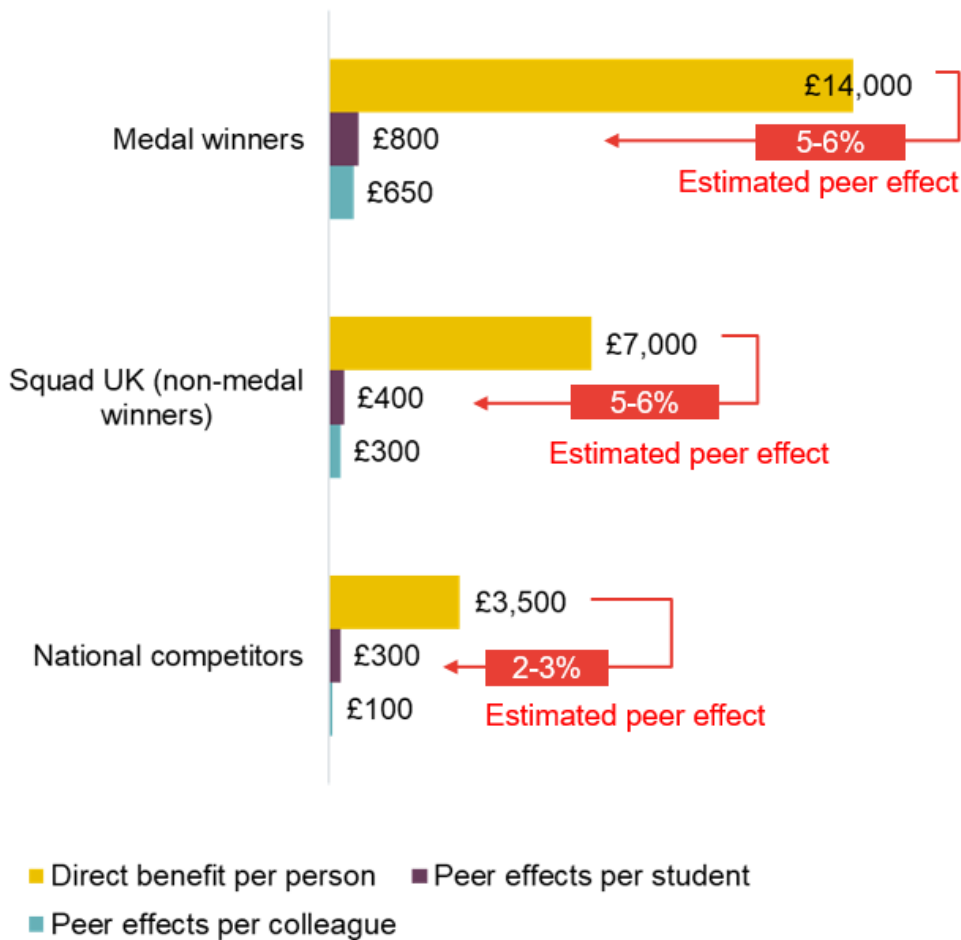 £14,000
Medal winners
£800
5-6%
Estimated peer effect
£650
£7,000
Squad UK (non-medal
winners)
£400
5-6%
Estimated peer effect
£300
£3,500
National competitors
£300
2-3%
Estimated peer effect
£100
Direct benefit per person
Peer effects per student
Peer effects per colleague